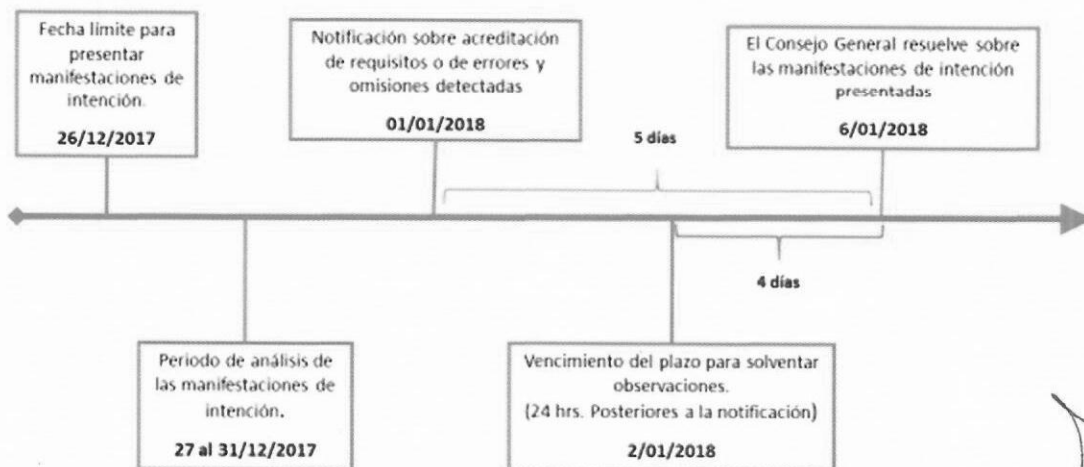 Fecha límite para
presentar
manifestaciones de
intención.
26/12/2017
Notificación sobre acreditación
de requisitos o de errores y
omisiones detectadas
01/01/2018
El Consejo General resuelve sobre
las manifestaciones de intención
presentadas
6/01/2018
5 días
4 días
Periodo de análisis de
las manifestaciones de
intención.
27 al 31/12/2017
Vencimiento del plazo para solventar
observaciones.
(24 hrs. Posteriores a la notificación)
2/01/2018